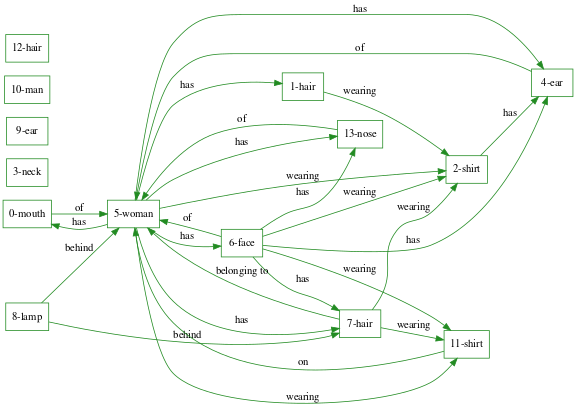 has
12-hair
of
4-ear
has
1-hair
10-man
wearing
has
of
13-nose
9-ear
has
2-shirt
3-neck
wearing
has
wearing
0-mouth
of
5-woman
wearing
has
of
behind
has
6-face
has
wearing
belonging to
has
8-lamp
has
7-hair
wearing
behind
11-shirt
on
wearing